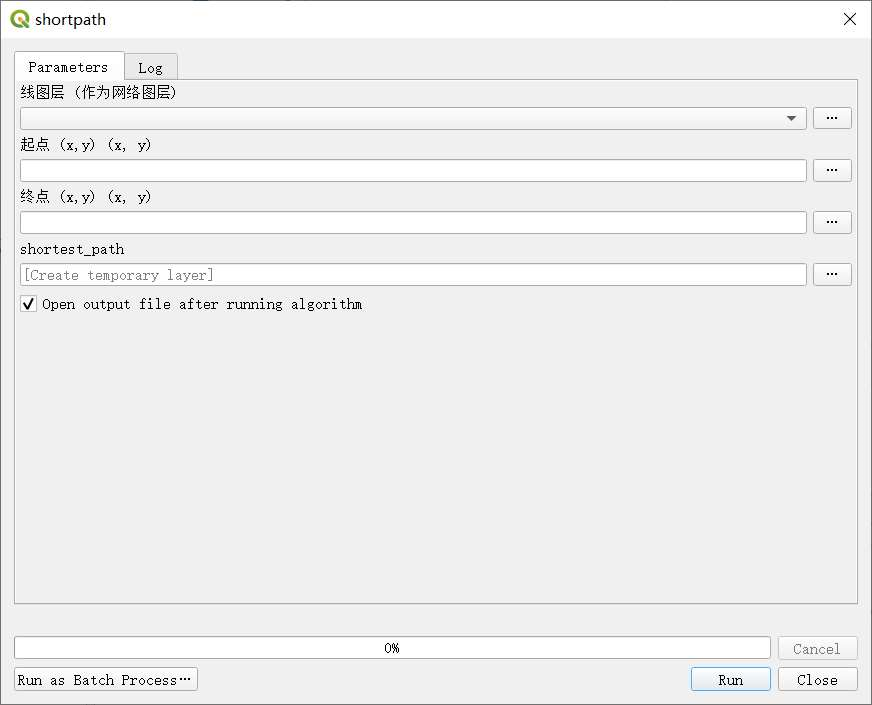 shortpath
Parameters
Log
线图层 (作为网络图层)
...
起点 (x,y) (x, y)
...
终点 (x,y) (x, y)
...
shortest_path
[Create temporary layer]
...
Open output file after running algorithm
0%
Cancel
Run as Batch Process…
Run
Close